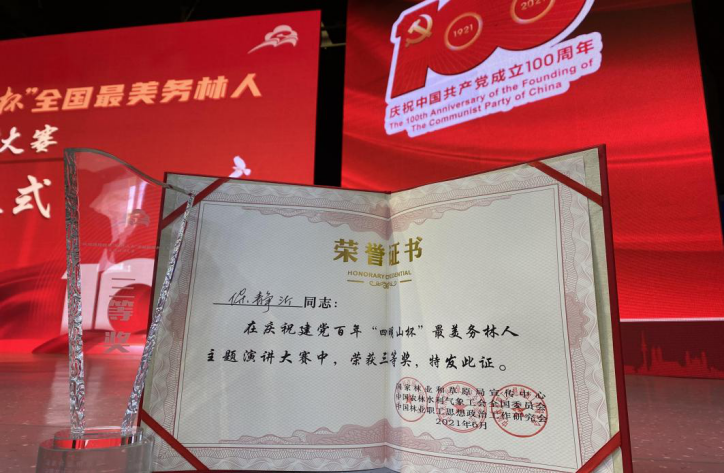 杯”全国最美务林人
大赛
式
1921
2021
庆祝中国共产党成立100周年
The 100th Anniversary of the Founding of
The Communist Party of China
三等奖
荣誉证书
HONORARY CREDENTIAL
同志：
在庆祝建党百年“四明山杯”最美务林人
主题演讲大赛中，荣获三等奖，特发此证。
国家林业和草原局宣传中心
中国农林水利气象工会全国委员会
中国林业职工思想政治工作研究会
2021年6月